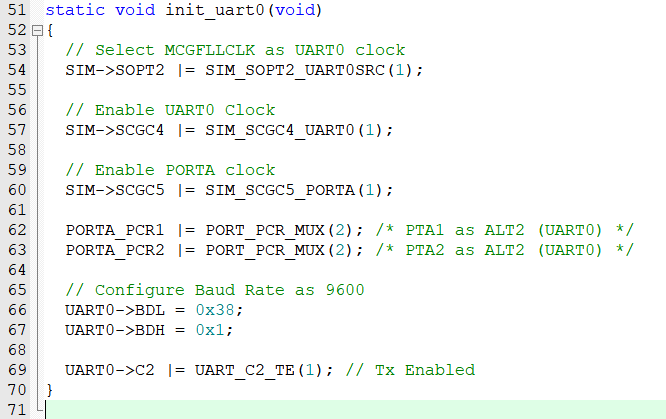 51 static void init_uart0(void)
52 {
53 // Select MCGFLLCLK as UART0 clock
54 SIM->SOPT2 |= SIM_SOPT2_UART0SRC(1);
55
56 // Enable UART0 Clock
57 SIM->SCGC4 |= SIM_SCGC4_UART0(1);
58
59 // Enable PORTA clock
60 SIM->SCGC5 |= SIM_SCGC5_PORTA(1);
61
62 PORTA_PCR1 |= PORT_PCR_MUX(2); /* PTA1 as ALT2 (UART0) */
63 PORTA_PCR2 |= PORT_PCR_MUX(2); /* PTA2 as ALT2 (UART0) */
64
65 // Configure Baud Rate as 9600
66 UART0->BDL = 0x38;
67 UART0->BDH = 0x1;
68
69 UART0->C2 |= UART_C2_TE(1); // Tx Enabled
70 }
71